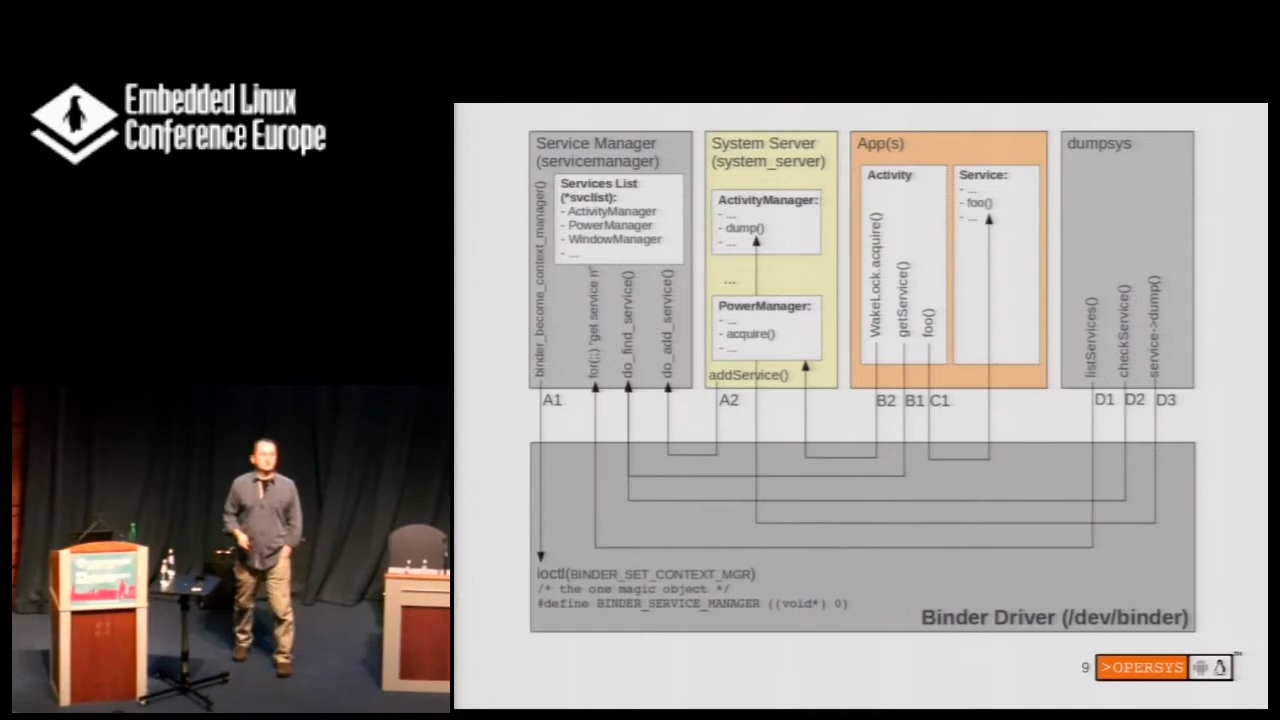 Embedded Linux
Conference Europe
Service Manager
(servicemanager)
binder_become_context_manager()
Services List
(*svclist):
- ActivityManager
- PowerManager
- WindowManager
- ...
for(;;) "get service n"
do_find_service()
do_add_service()
System Server
(system_server)
ActivityManager:
- ...
- dump()
- ...
...
PowerManager:
- ...
- acquire()
- ...
addService()
App(s)
Activity
WakeLock.acquire()
getService()
foo()
Service:
- ...
- foo()
- ...
dumpsys
listServices()
checkService()
service->dump()
A1
A2
B2
B1
C1
D1
D2
D3
ioctl(BINDER_SET_CONTEXT_MGR)
/* the one magic object */
#define BINDER_SERVICE_MANAGER ((void*) 0)
Binder Driver (/dev/binder)
9
>OPERSYS